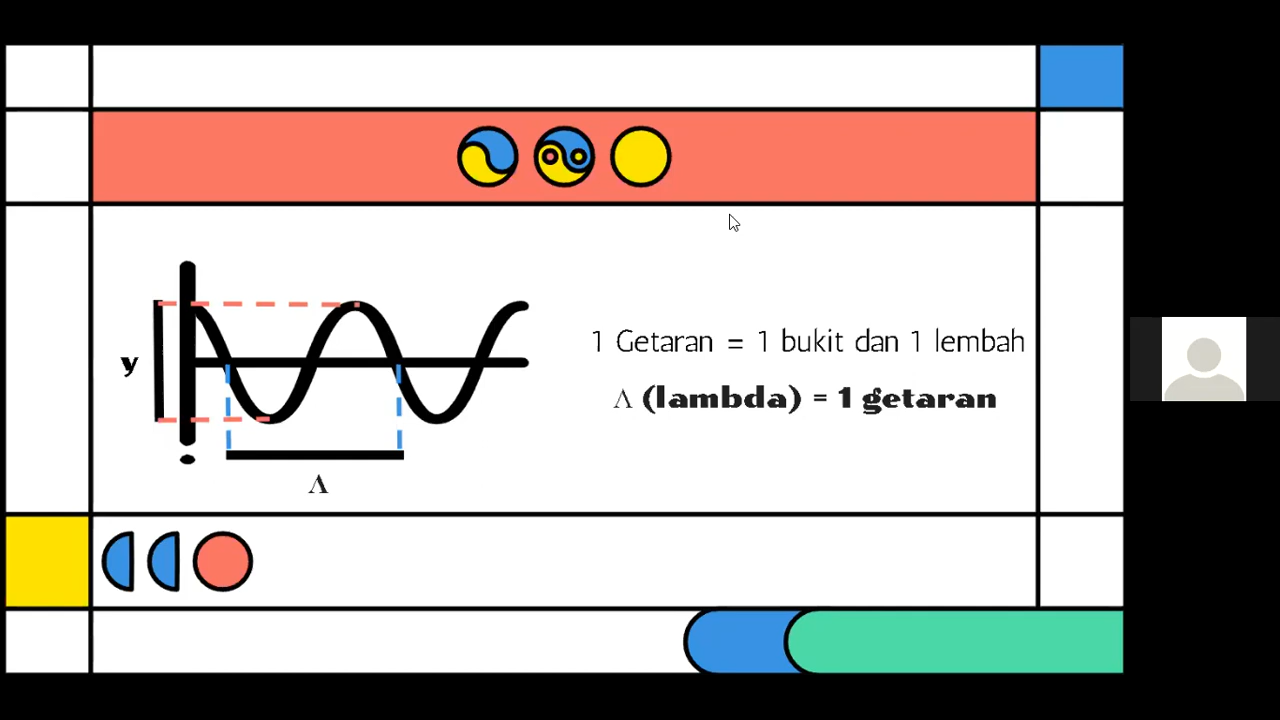 y
Λ
1 Getaran = 1 bukit dan 1 lembah
Λ (lambda) = 1 getaran